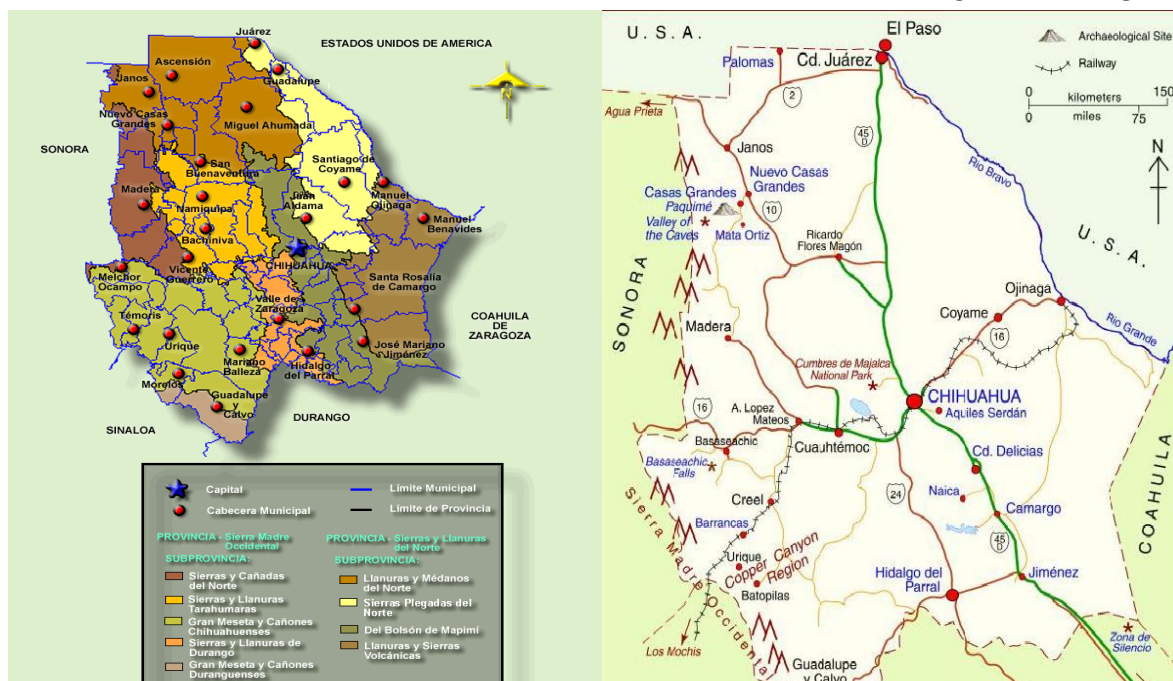 Juárez
ESTADOS UNIDOS DE AMERICA
Ascensión
Guadalupe
Janos
Nuevo Casas
Grandes
Miguel Ahumada
SONORA
San
Buenaventura
Santiago de
Coyame
Madera
Manuel
Ojinaga
Namiquipa
Juan
Aldama
Manuel
Benavides
Bachiniva
CHIHUAHUA
Vicente
Guerrero
Melchor
Ocampo
Santa Rosalía
de Camargo
Valle de
Zaragoza
COAHUILA
DE
ZARAGOZA
Témoris
Urique
José Mariano
Jiménez
Mariano
Balleza
Hidalgo
del Parral
Morelos
Guadalupe
y
Calvo
DURANGO
SINALOA
N
Capital
Límite Municipal
Cabecera Municipal
Límite de Provincia
PROVINCIA - Sierra Madre
Occidental
SUBPROVINCIA:
Sierras y Cañadas
del Norte
Sierras y Llanuras
Tarahumaras
Gran Meseta y Cañones
Chihuahuenses
Sierras y Llanuras de
Durango
Gran Meseta y Cañones
Duranguenses
PROVINCIA - Sierras y Llanuras
del Norte
SUBPROVINCIA:
Llanuras y Médanos
del Norte
Sierras Plegadas del
Norte
Del Bolsón de Mapimí
Llanuras y Sierras
Volcánicas
U. S. A.
El Paso
Archaeological Site
Palomas
Cd. Juárez
Railway
2
0 kilometers 150
0 miles 75
Agua Prieta
45
D
N
Janos
Rio Bravo
Nuevo Casas
Grandes
Casas Grandes
Paquimé
Valley of
the Caves
10
Mata Ortiz
Ricardo
Flores Magón
U. S. A.
SONORA
Ojinaga
Coyame
Rio Grande
16
Madera
Cumbres de Majalca
National Park
CHIHUAHUA
Aquiles Serdán
A. Lopez
Mateos
16
Cuauhtémoc
Basaseachic
Basaseachic
Falls
Cd. Delicias
COAHUILA
Naica
24
Creel
Camargo
Barrancas
45
D
Urique
Copper Canyon
Region
Batopilas
Hidalgo del
Parral
Jiménez
Sierra Madre Occidental
Los Mochis
Zona de
Silencio
Guadalupe
y Calvo